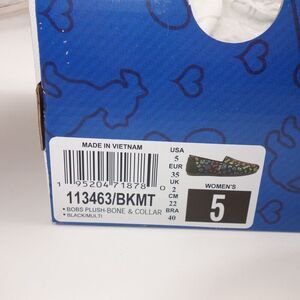 MADE IN VIETNAM
1 95204 71878 0
113463/BKMT
• BOBS PLUSH-BONE & COLLAR
• BLACK/MULTI
USA
5
EUR
35
UK
2
CM
22
BRA
40
WOMEN'S
5